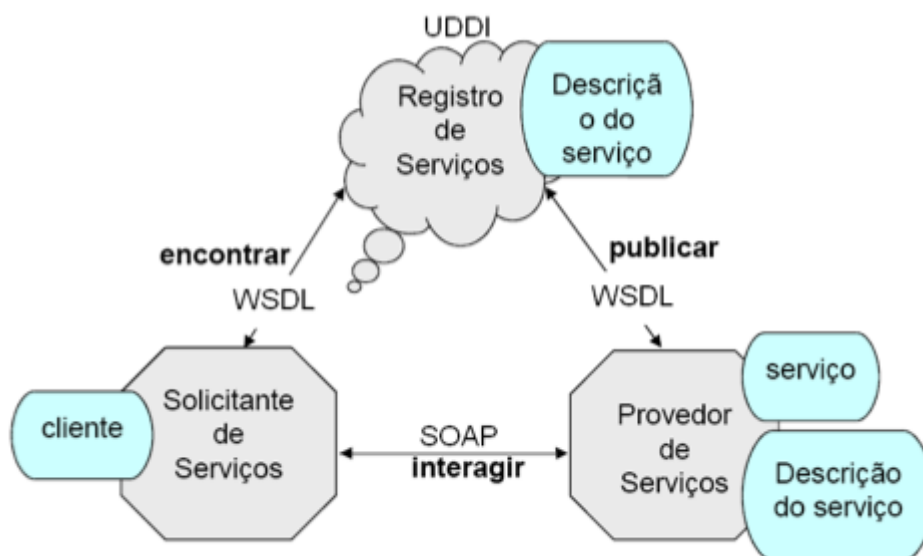 UDDI
Registro
de
Serviços
Descriçã
o do
serviço
encontrar
publicar
WSDL
WSDL
cliente
Solicitante
de
Serviços
SOAP
interagir
Provedor
de
Serviços
serviço
Descrição
do serviço